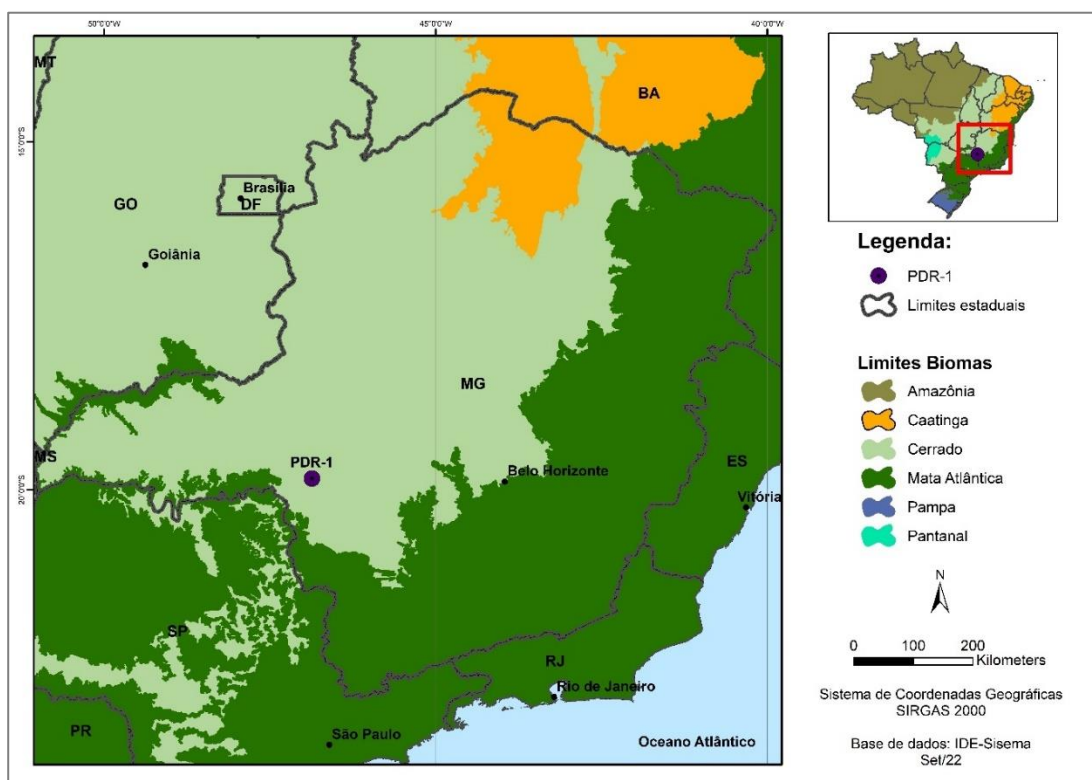 50°0'0"W
45°0'0"W
40°0'0"W
MT
BA
15°0'0"S
Brasília
DF
GO
Goiânia
MG
MS
PDR-1
Belo Horizonte
ES
20°0'0"S
Vitória
SP
RJ
Rio de Janeiro
PR
São Paulo
Oceano Atlântico
Legenda:
PDR-1
Limites estaduais
Limites Biomas
Amazônia
Caatinga
Cerrado
Mata Atlântica
Pampa
Pantanal
N
0 100 200
Kilometers
Sistema de Coordenadas Geográficas
SIRGAS 2000
Base de dados: IDE-Sisema
Set/22